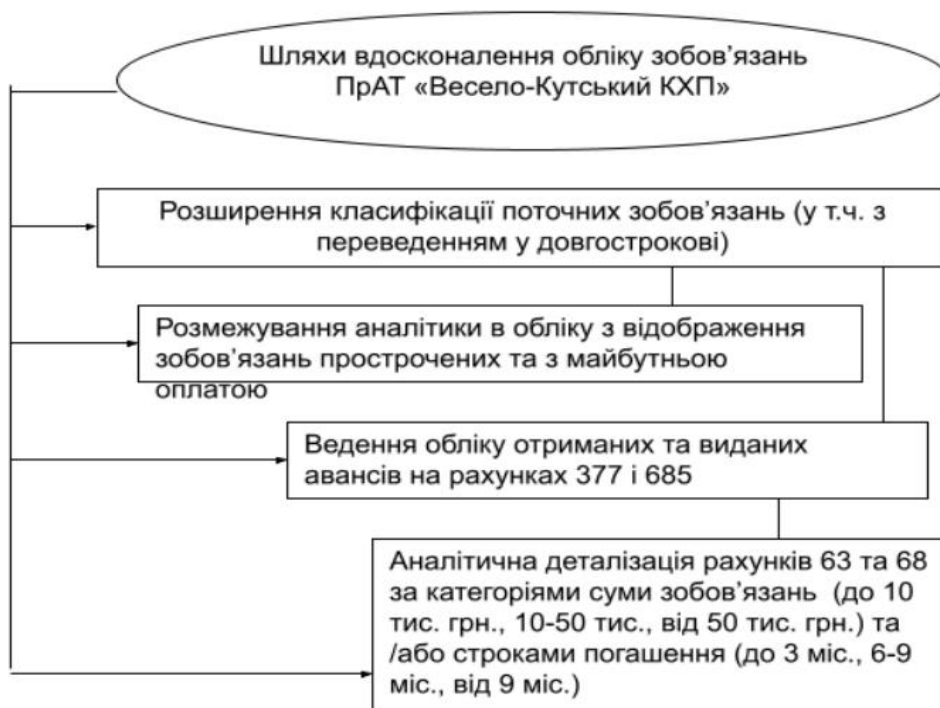 Шляхи вдосконалення обліку зобов’язань
ПрАТ «Весело-Кутський КХП»
Розширення класифікації поточних зобов’язань (у т.ч. з
переведенням у довгострокові)
Розмежування аналітики в обліку з відображення
зобов’язань прострочених та з майбутньою
оплатою
Ведення обліку отриманих та виданих
авансів на рахунках 377 і 685
Аналітична деталізація рахунків 63 та 68
за категоріями суми зобов’язань (до 10
тис. грн., 10-50 тис., від 50 тис. грн.) та
/або строками погашення (до 3 міс., 6-9
міс., від 9 міс.)